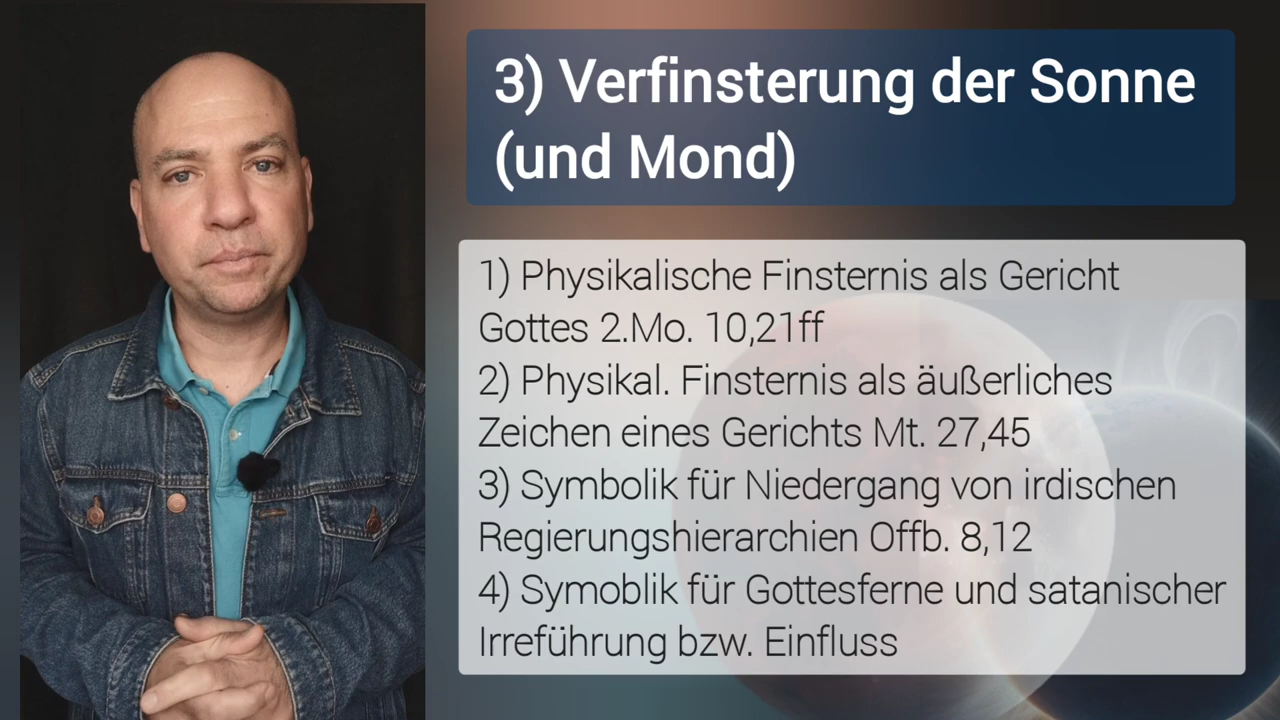 3) Verfinsterung der Sonne
(und Mond)
1) Physikalische Finsternis als Gericht
Gottes 2.Mo. 10,21ff
2) Physikal. Finsternis als äußerliches
Zeichen eines Gerichts Mt. 27,45
3) Symbolik für Niedergang von irdischen
Regierungshierarchien Offb. 8,12
4) Symoblik für Gottesferne und satanischer
Irreführung bzw. Einfluss